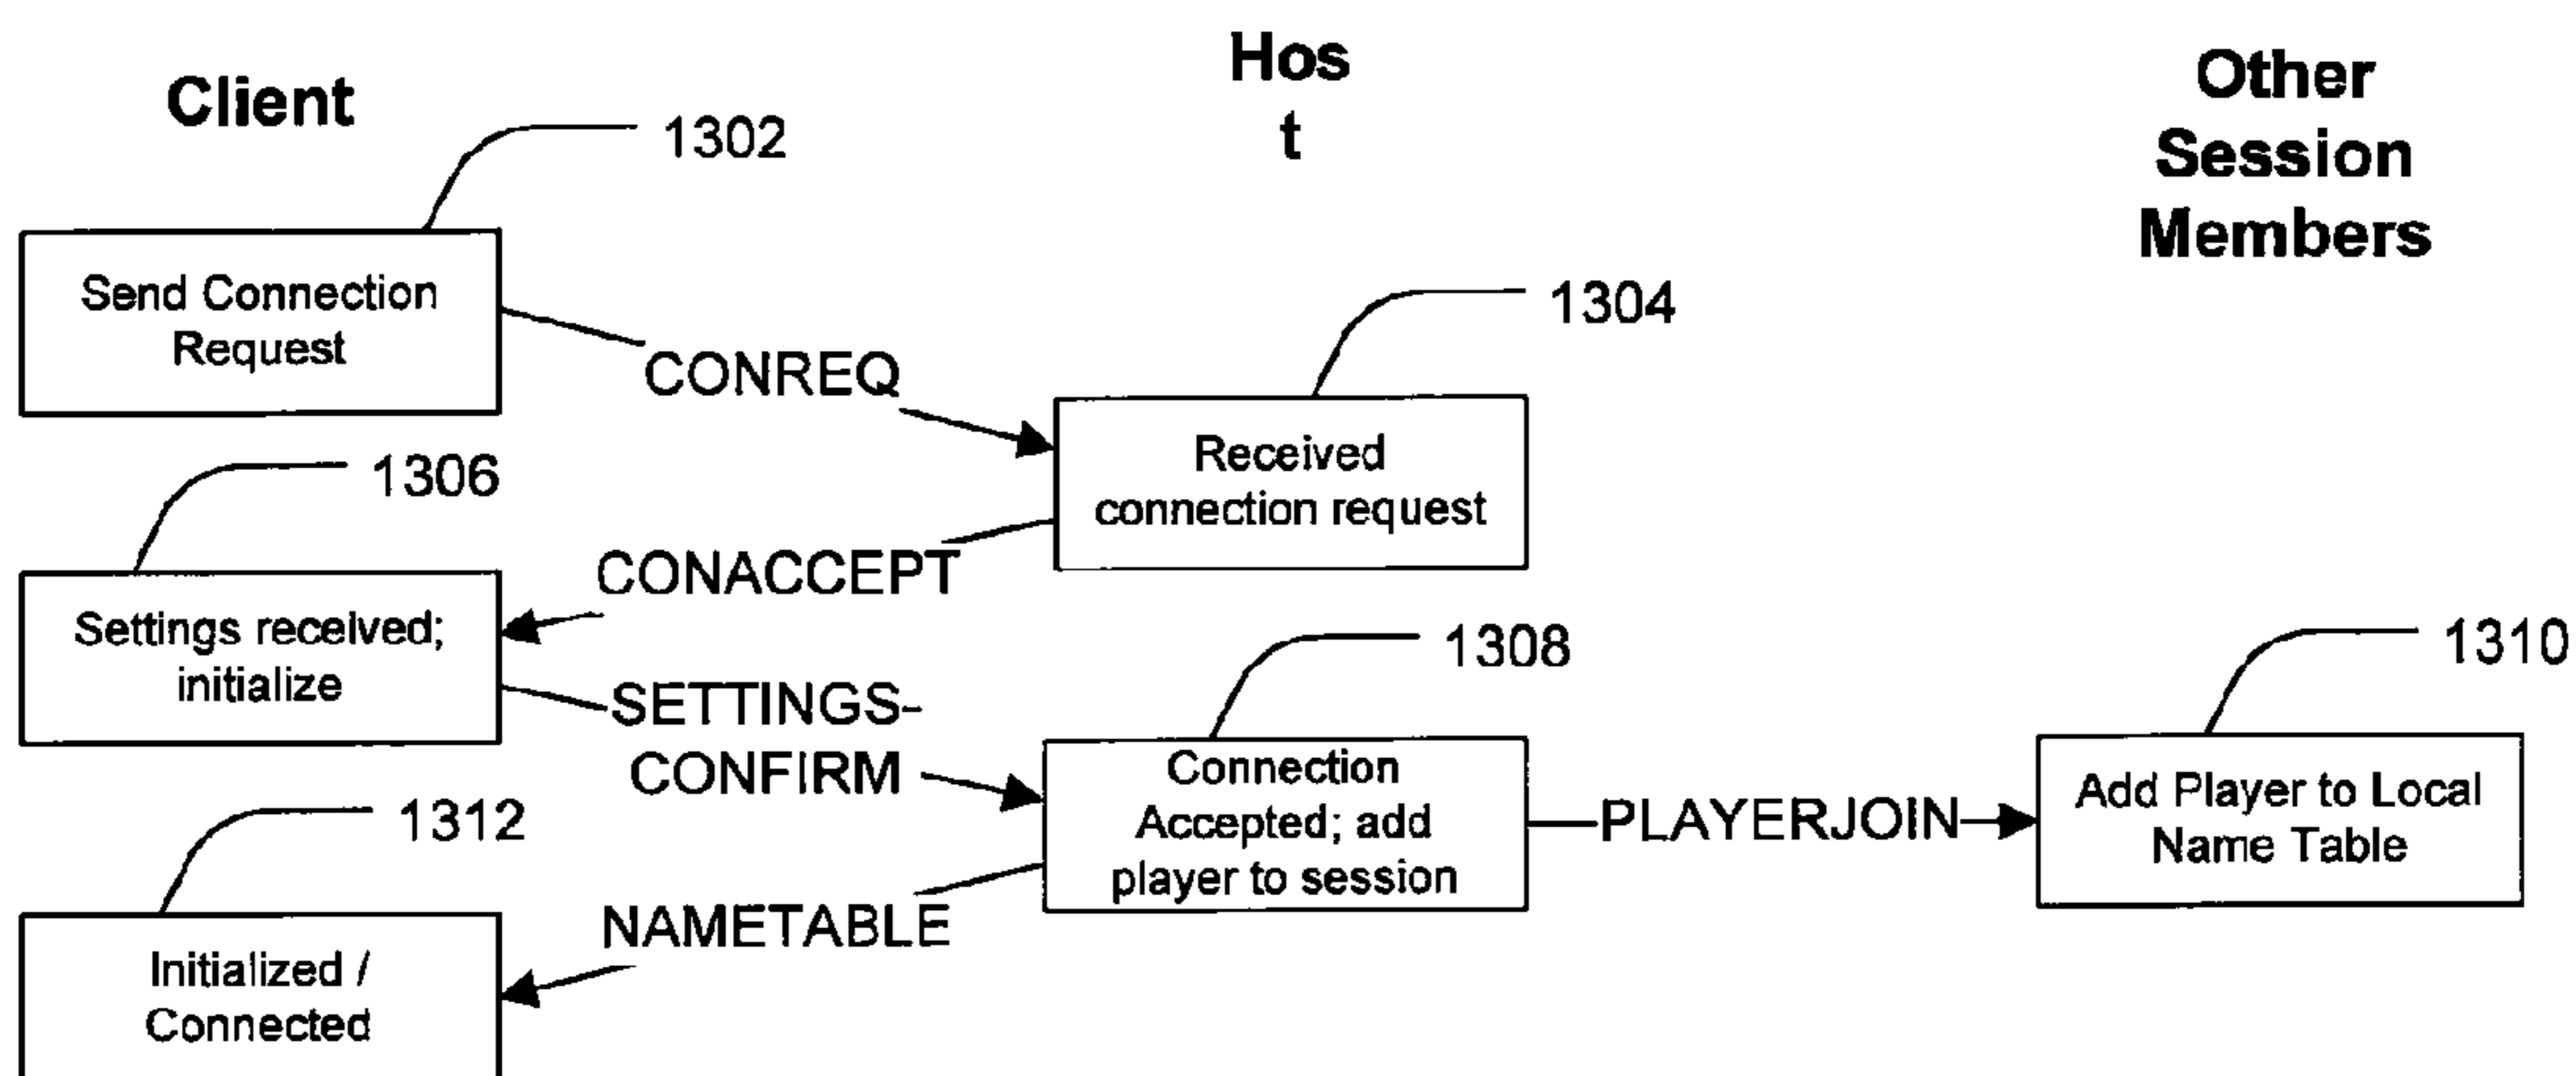 Client
Hos
t
Other
Session
Members
1302
Send Connection
Request
CONREQ
1304
Received
connection request
1306
CONACCEPT
Settings received;
initialize
SETTINGS-
CONFIRM
1308
Connection
Accepted; add
player to session
PLAYERJOIN
1310
Add Player to Local
Name Table
1312
NAMETABLE
Initialized /
Connected